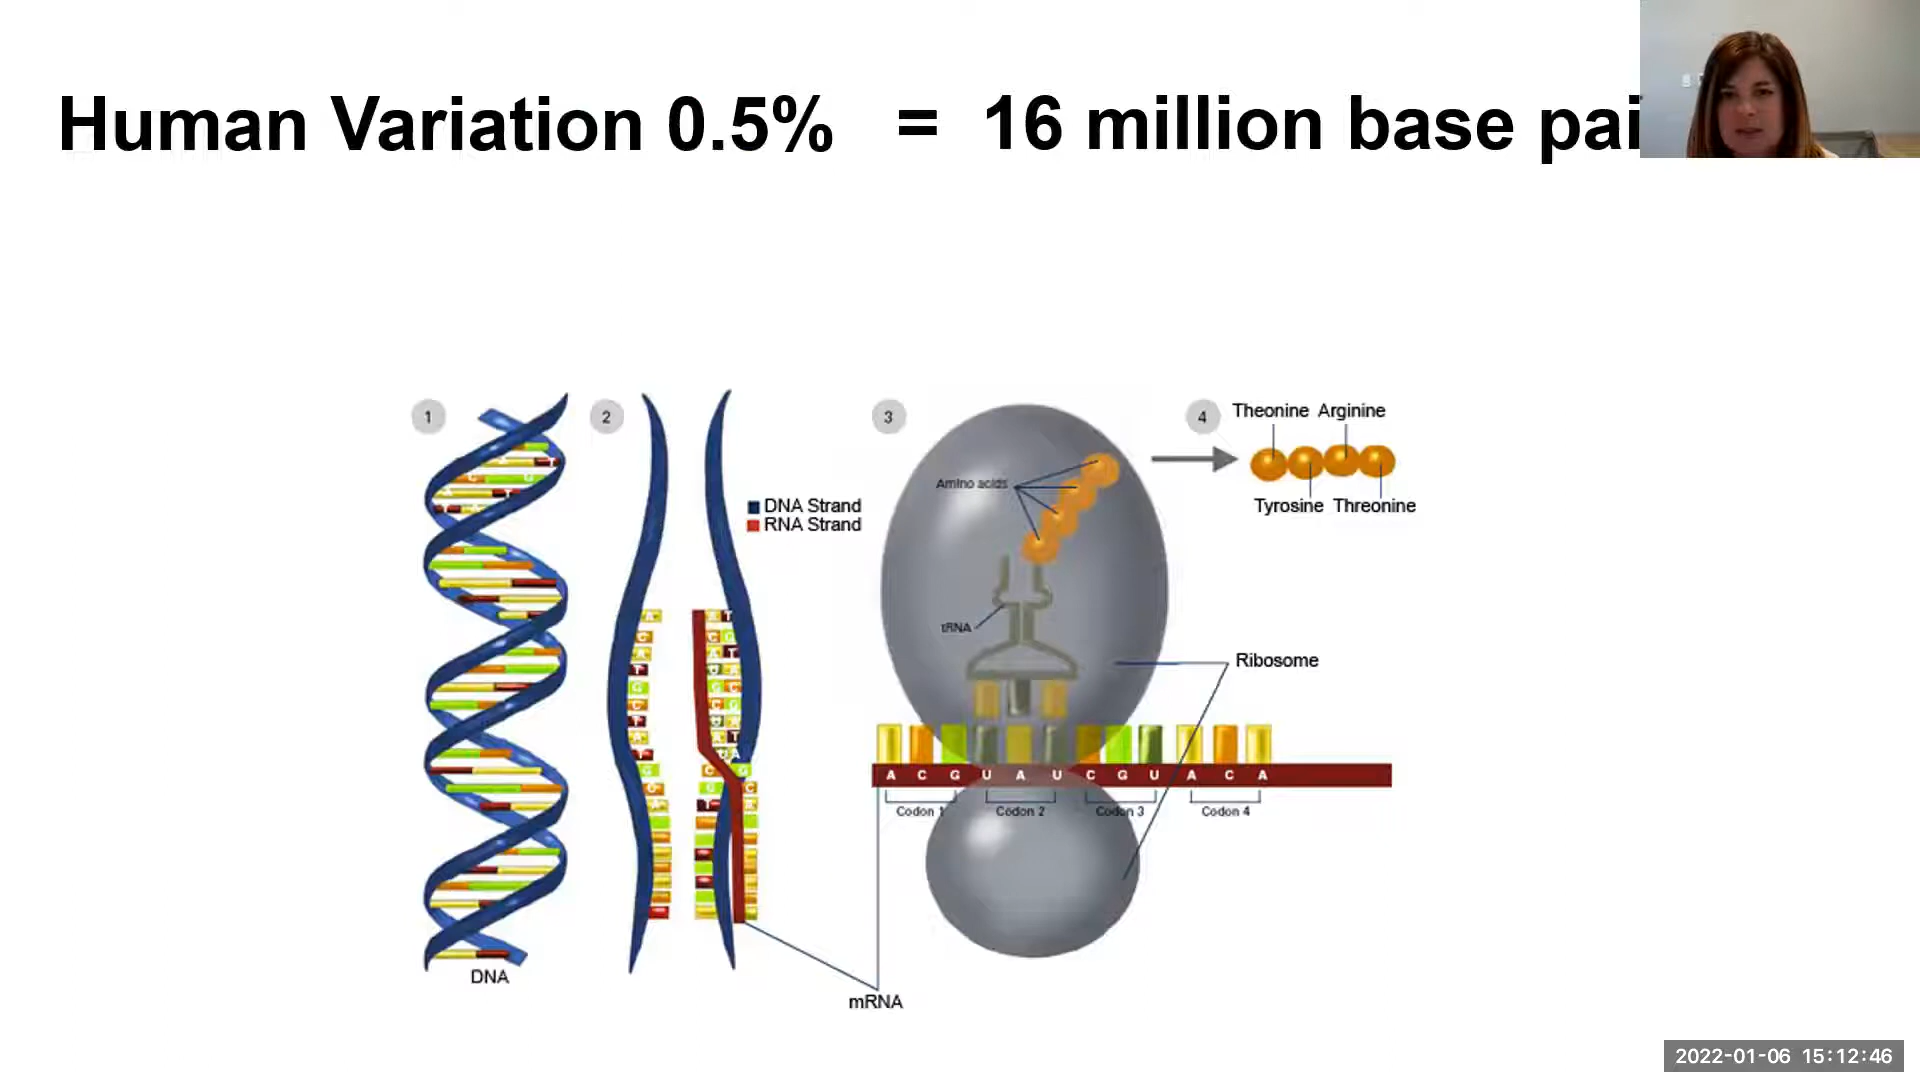 Human Variation 0.5% = 16 million base pai
1
2
3
4
Theonine Arginine
Tyrosine Threonine
Amino acids
DNA Strand
RNA Strand
tRNA
Ribosome
A C G U A U C G U A C A
Codon 1
Codon 2
Codon 3
Codon 4
DNA
mRNA
2022-01-06 15:12:46